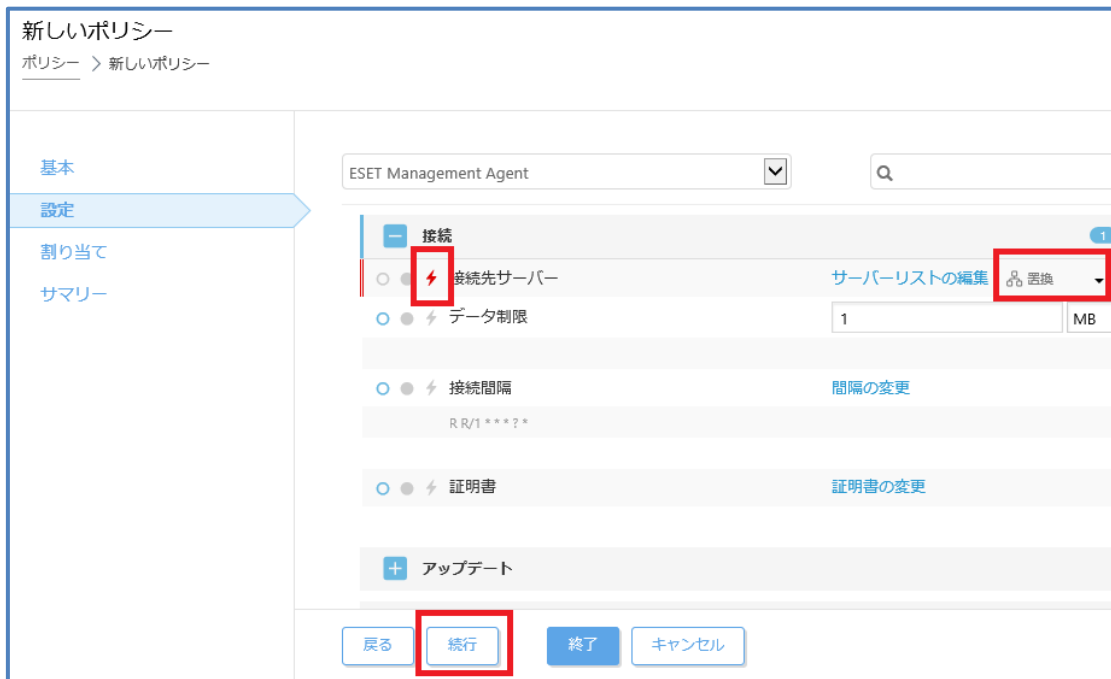 新しいポリシー
ポリシー > 新しいポリシー
基本
設定
割り当て
サマリー
ESET Management Agent
接続
1
接続先サーバー サーバーリストの編集 置換
データ制限 1 MB
接続間隔 間隔の変更
R R/1 * * * ? *
証明書 証明書の変更
アップデート
戻る 続行 終了 キャンセル